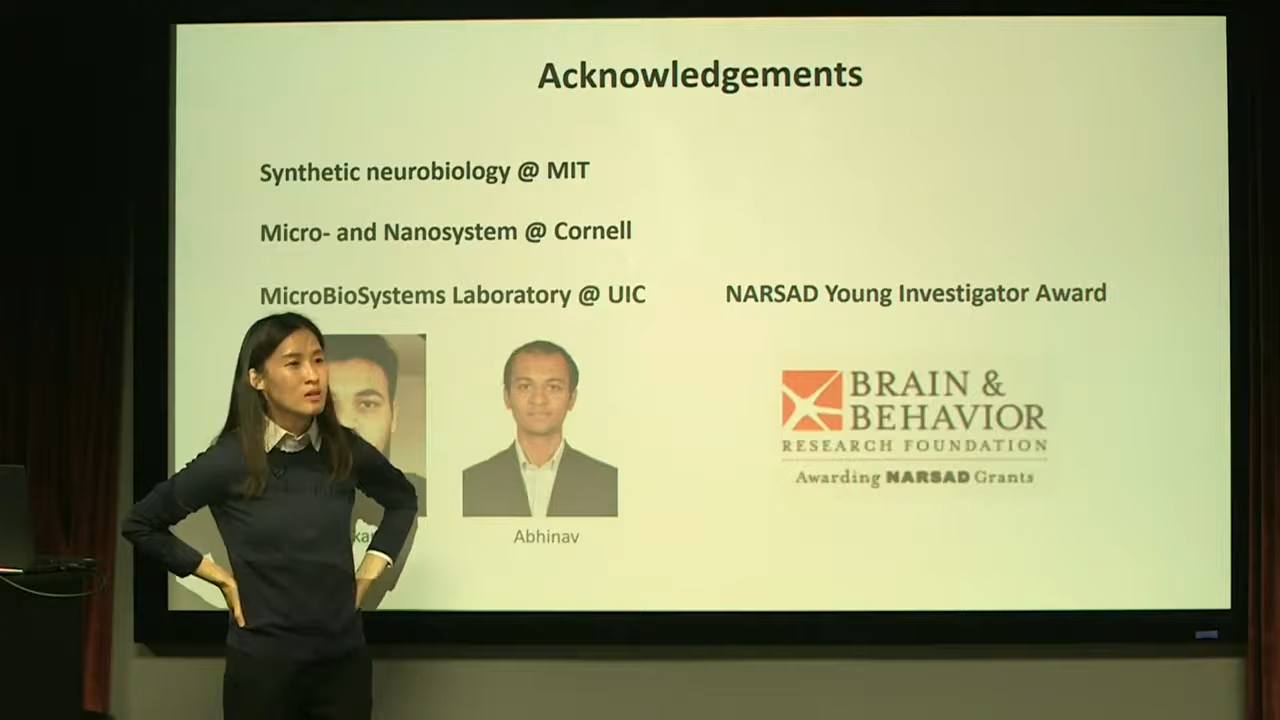 Acknowledgements
Synthetic neurobiology @ MIT
Micro- and Nanosystem @ Cornell
MicroBioSystems Laboratory @ UIC
NARSAD Young Investigator Award
BRAIN &
BEHAVIOR
RESEARCH FOUNDATION
Awarding NARSAD Grants
Abhinav